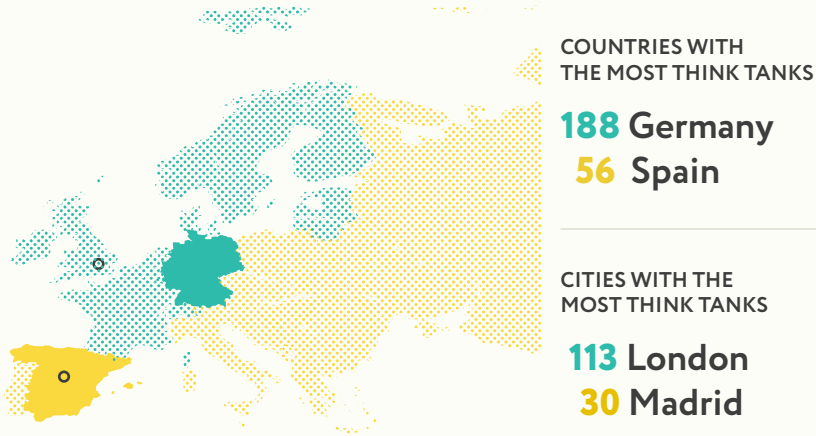 COUNTRIES WITH
THE MOST THINK TANKS
188 Germany
56 Spain
CITIES WITH THE
MOST THINK TANKS
113 London
30 Madrid